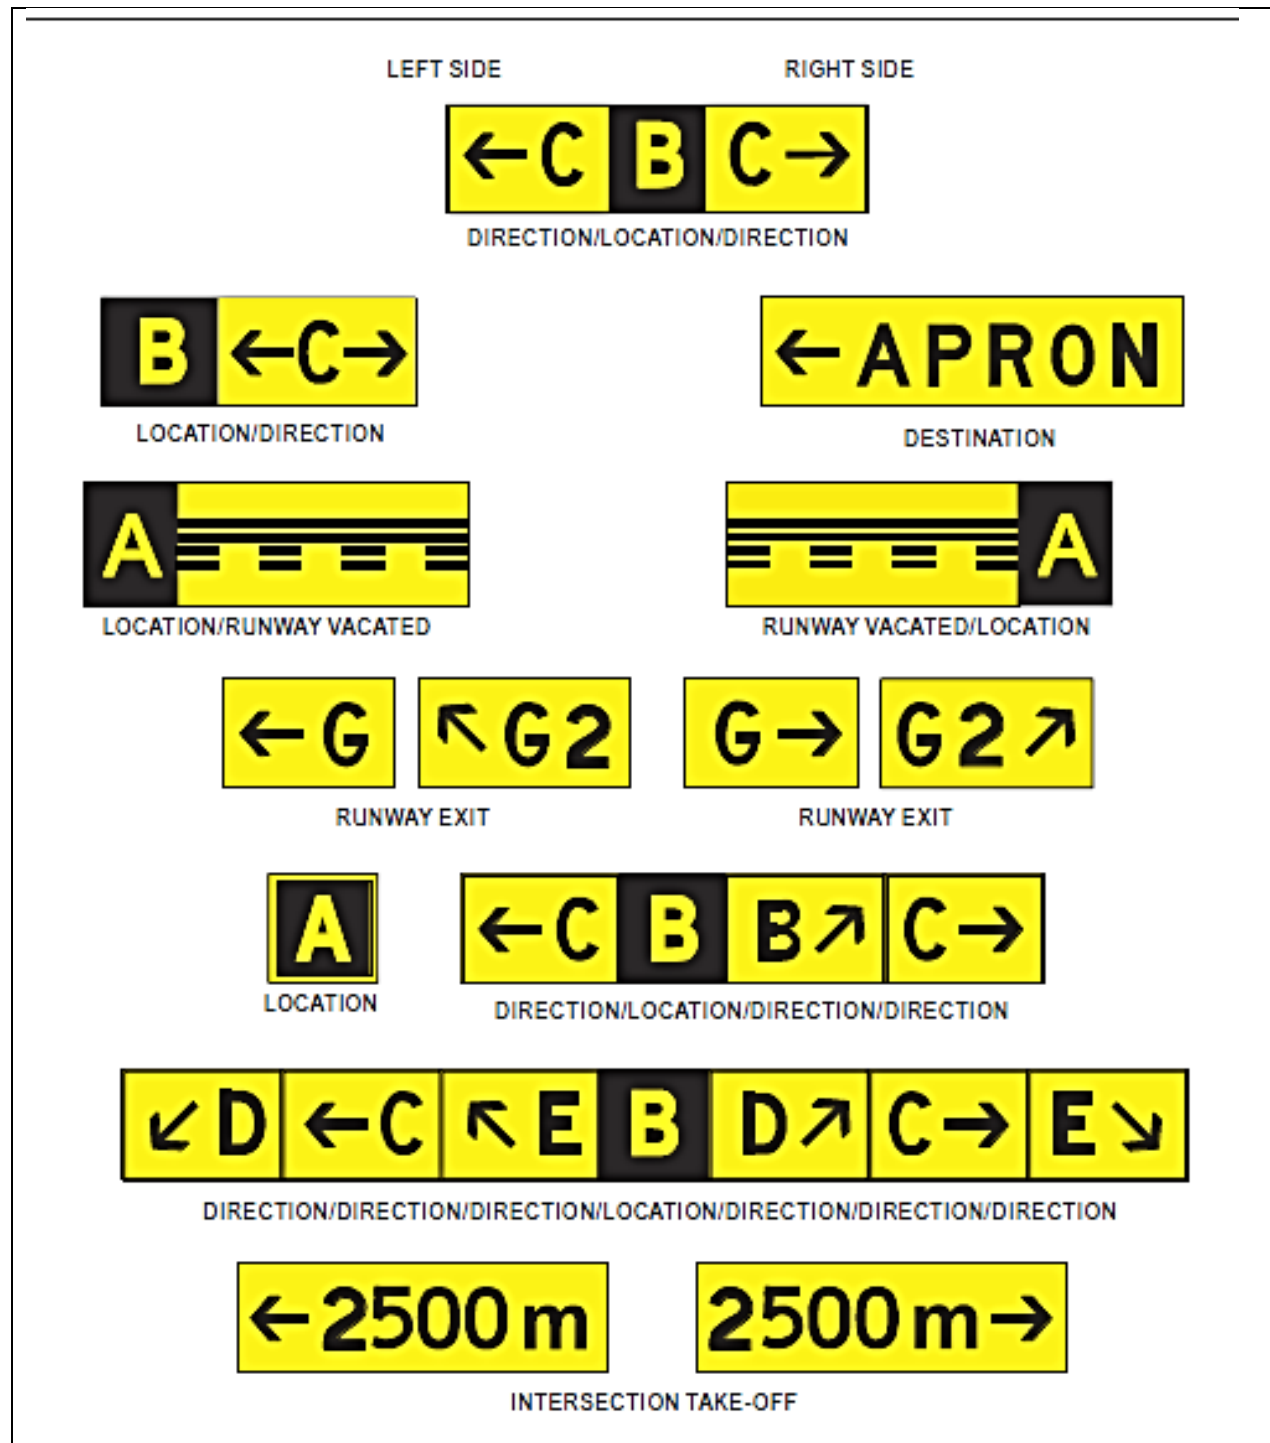 LEFT SIDE RIGHT SIDE
←C B C→
DIRECTION/LOCATION/DIRECTION
B ←C→ ←APRON
LOCATION/DIRECTION DESTINATION
A A
LOCATION/RUNWAY VACATED RUNWAY VACATED/LOCATION
←G ↖G2 G→ G2↗
RUNWAY EXIT RUNWAY EXIT
A ←C B B↗ C→
LOCATION DIRECTION/LOCATION/DIRECTION/DIRECTION
↙D ←C ↖E B D↗ C→ E↘
DIRECTION/DIRECTION/DIRECTION/LOCATION/DIRECTION/DIRECTION/DIRECTION
←2500m 2500m→
INTERSECTION TAKE-OFF